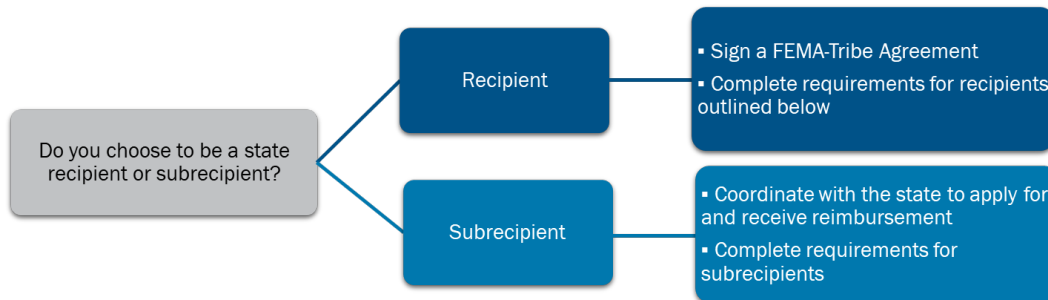 Do you choose to be a state
recipient or subrecipient?
Recipient
▪ Sign a FEMA-Tribe Agreement
▪ Complete requirements for recipients
outlined below
Subrecipient
▪ Coordinate with the state to apply for
and receive reimbursement
▪ Complete requirements for
subrecipients